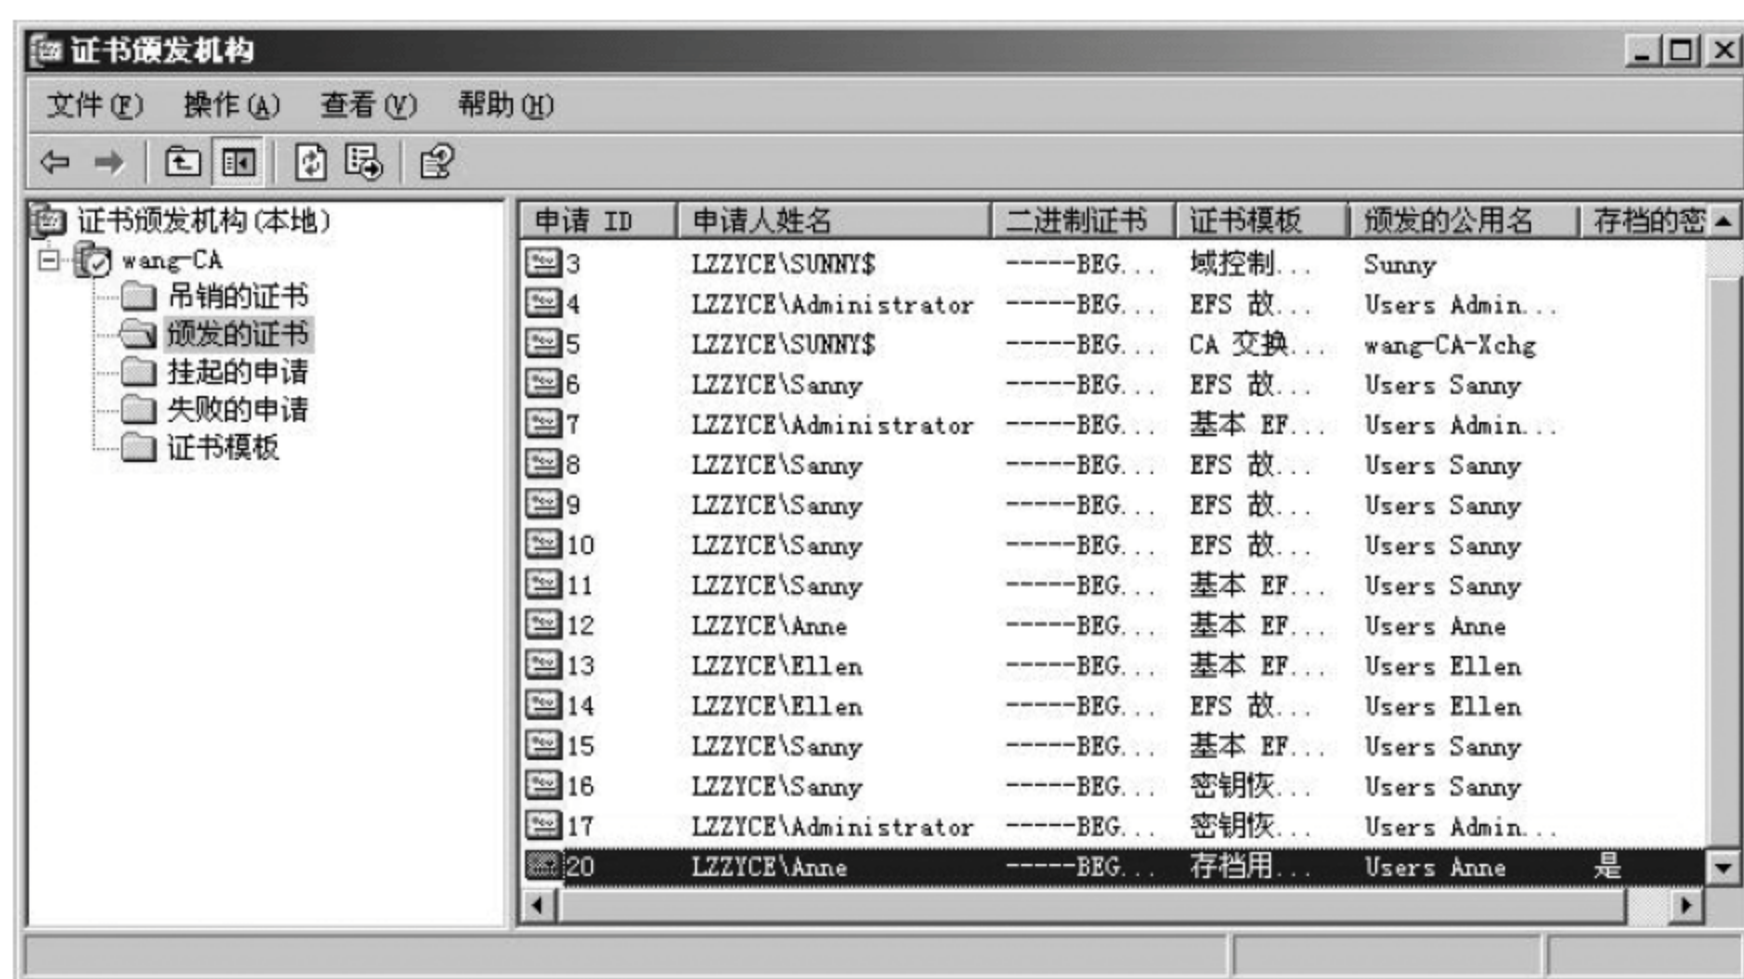 证书颁发机构
文件(F) 操作(A) 查看(V) 帮助(H)
证书颁发机构(本地)
wang-CA
吊销的证书
颁发的证书
挂起的申请
失败的申请
证书模板
申请 ID 申请人姓名 二进制证书 证书模板 颁发的公用名 存档的密
3 LZZYCE\SUNNY$ -----BEG... 域控制... Sunny
4 LZZYCE\Administrator -----BEG... EFS 故... Users Admin...
5 LZZYCE\SUNNY$ -----BEG... CA 交换... wang-CA-Xchg
6 LZZYCE\Sanny -----BEG... EFS 故... Users Sanny
7 LZZYCE\Administrator -----BEG... 基本 EF... Users Admin...
8 LZZYCE\Sanny -----BEG... EFS 故... Users Sanny
9 LZZYCE\Sanny -----BEG... EFS 故... Users Sanny
10 LZZYCE\Sanny -----BEG... EFS 故... Users Sanny
11 LZZYCE\Sanny -----BEG... 基本 EF... Users Sanny
12 LZZYCE\Anne -----BEG... 基本 EF... Users Anne
13 LZZYCE\Ellen -----BEG... 基本 EF... Users Ellen
14 LZZYCE\Ellen -----BEG... EFS 故... Users Ellen
15 LZZYCE\Sanny -----BEG... 基本 EF... Users Sanny
16 LZZYCE\Sanny -----BEG... 密钥恢... Users Sanny
17 LZZYCE\Administrator -----BEG... 密钥恢... Users Admin...
20 LZZYCE\Anne -----BEG... 存档用... Users Anne 是